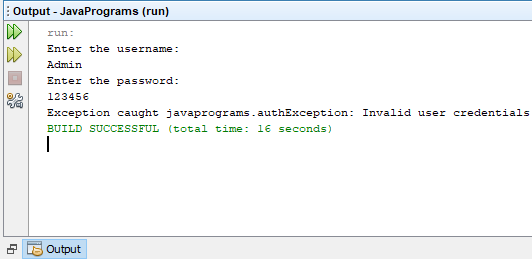 Output - JavaPrograms (run)
run:
Enter the username:
Admin
Enter the password:
123456
Exception caught javaprograms.authException: Invalid user credentials
BUILD SUCCESSFUL (total time: 16 seconds)
Output